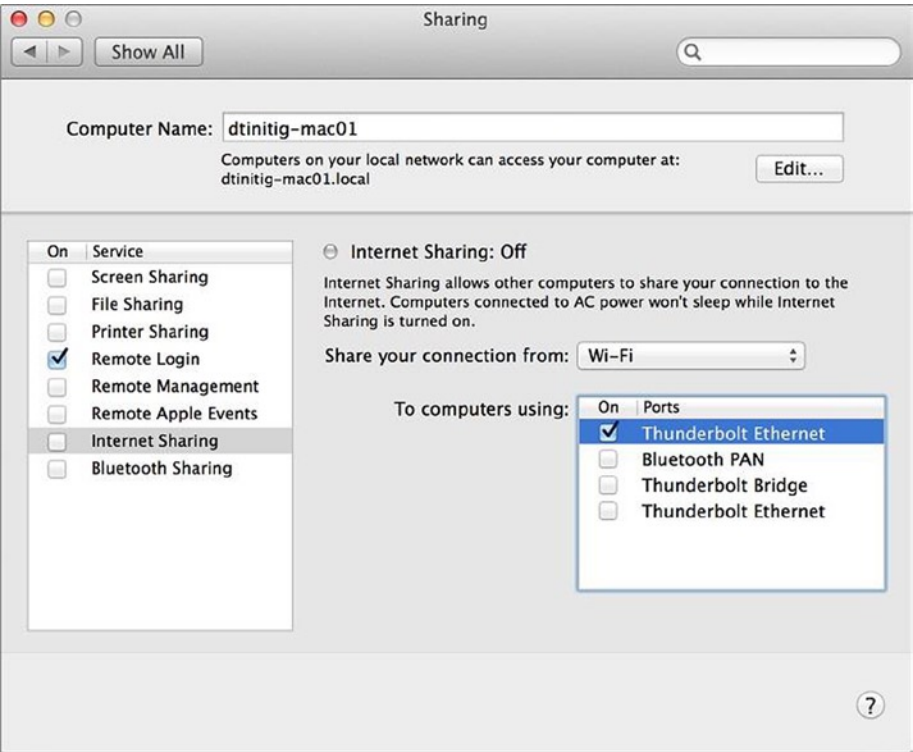 Sharing
Show All
Computer Name: dtinitig-mac01
Computers on your local network can access your computer at:
dtinitig-mac01.local
Edit...
On Service
Screen Sharing
File Sharing
Printer Sharing
Remote Login
Remote Management
Remote Apple Events
Internet Sharing
Bluetooth Sharing
Internet Sharing: Off
Internet Sharing allows other computers to share your connection to the
Internet. Computers connected to AC power won't sleep while Internet
Sharing is turned on.
Share your connection from: Wi-Fi
To computers using:
On Ports
Thunderbolt Ethernet
Bluetooth PAN
Thunderbolt Bridge
Thunderbolt Ethernet
?